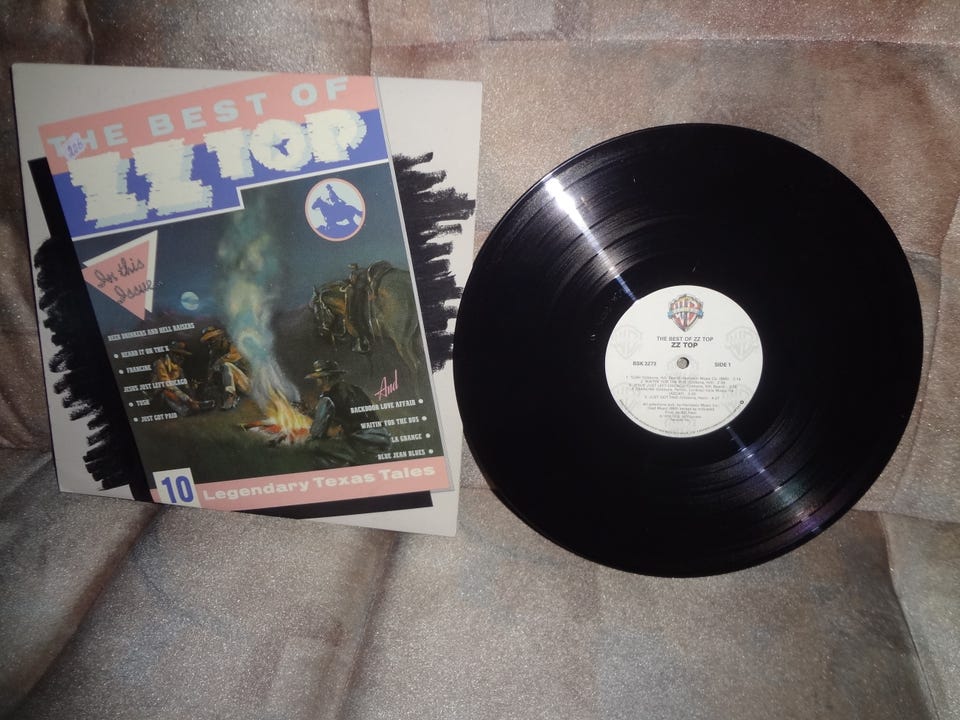 THE BEST OF
ZZ TOP
226
In this
Issue...
BEER DRINKERS AND HELL RAISERS
• HEARD IT ON THE X
• FRANCINE
JESUS JUST LEFT CHICAGO
• TUSH
• JUST GOT PAID
And
BACKDOOR LOVE AFFAIR •
WAITIN' FOR THE BUS •
LA GRANGE •
BLUE JEAN BLUES •
10 Legendary Texas Tales
THE BEST OF ZZ TOP
ZZ TOP
BSK 3273 SIDE 1